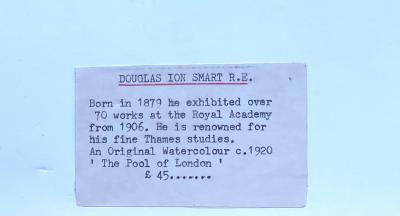 DOUGLAS ION SMART R.E.
Born in 1879 he exhibited over
70 works at the Royal Academy
from 1906. He is renowned for
his fine Thames studies.
An Original Watercolour c.1920
' The Pool of London '
£ 45.......